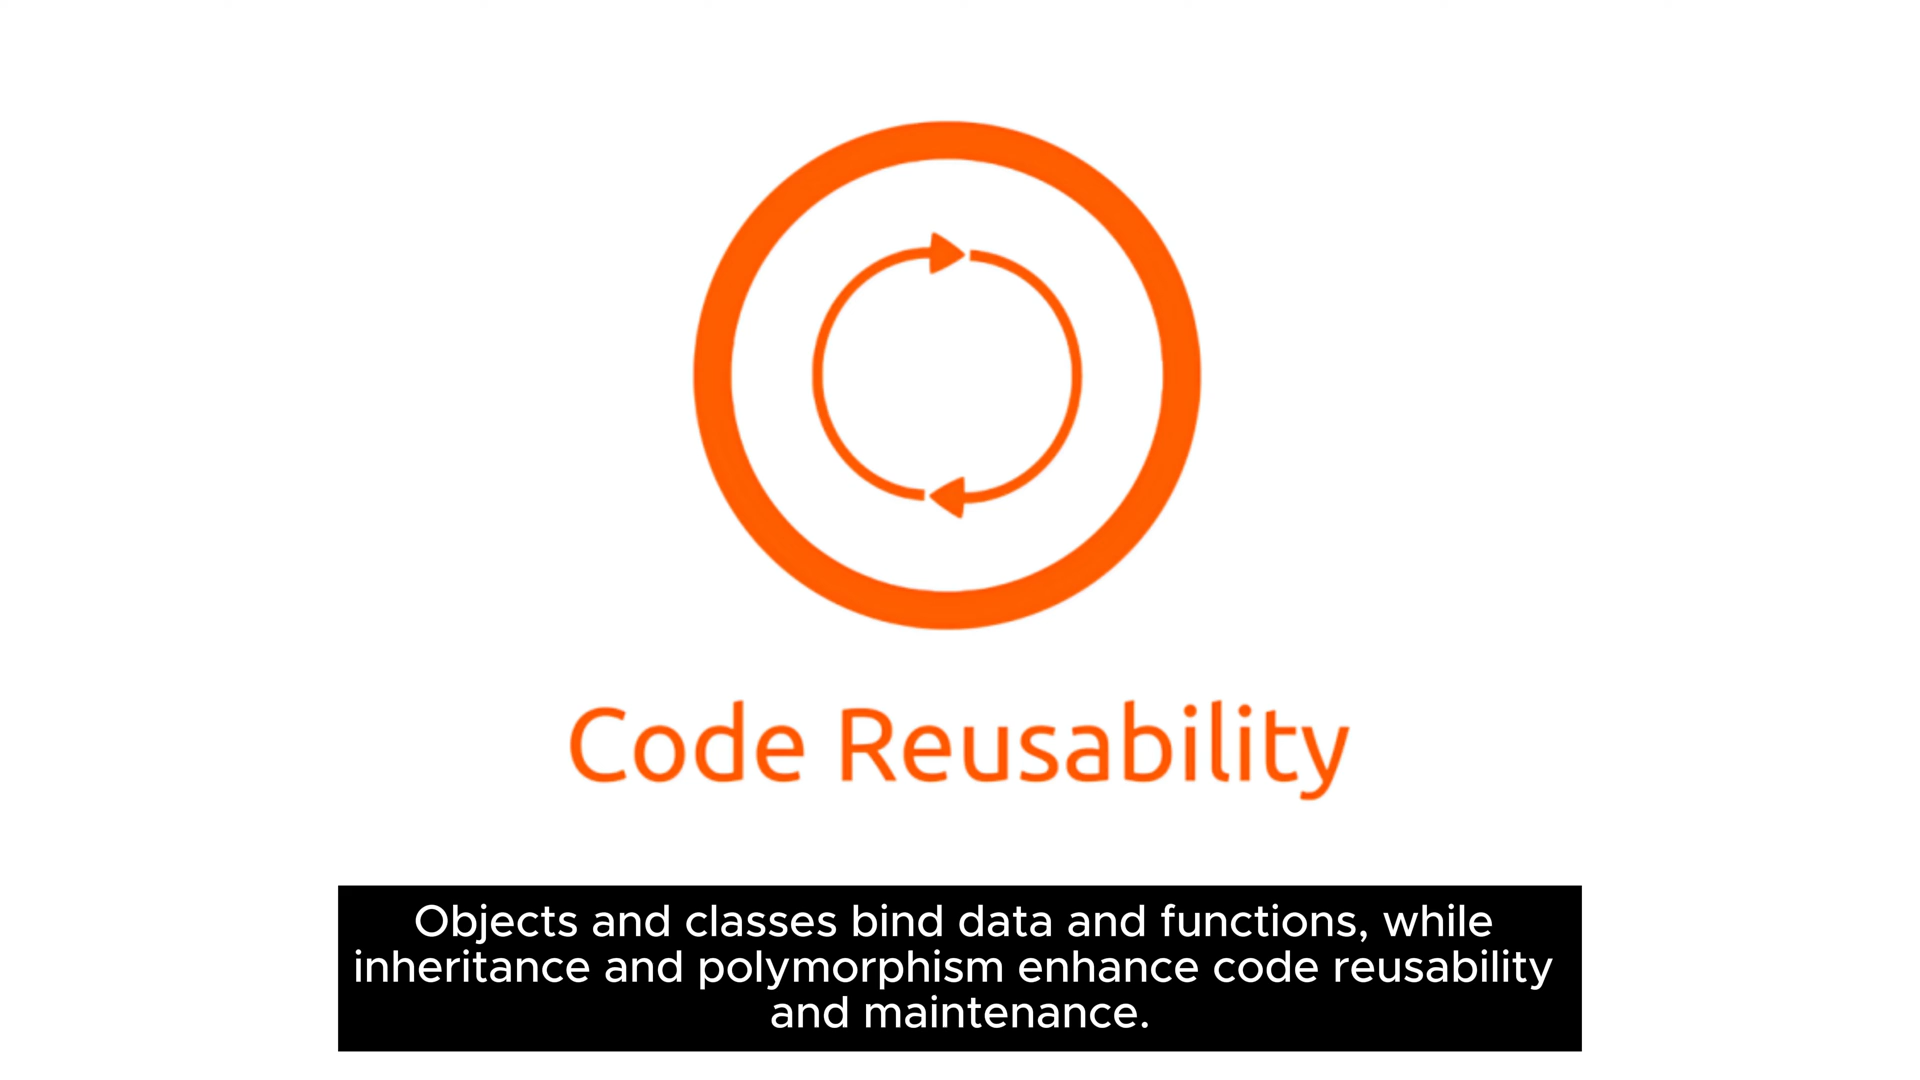 Code Reusability
Objects and classes bind data and functions, while
inheritance and polymorphism enhance code reusability
and maintenance.